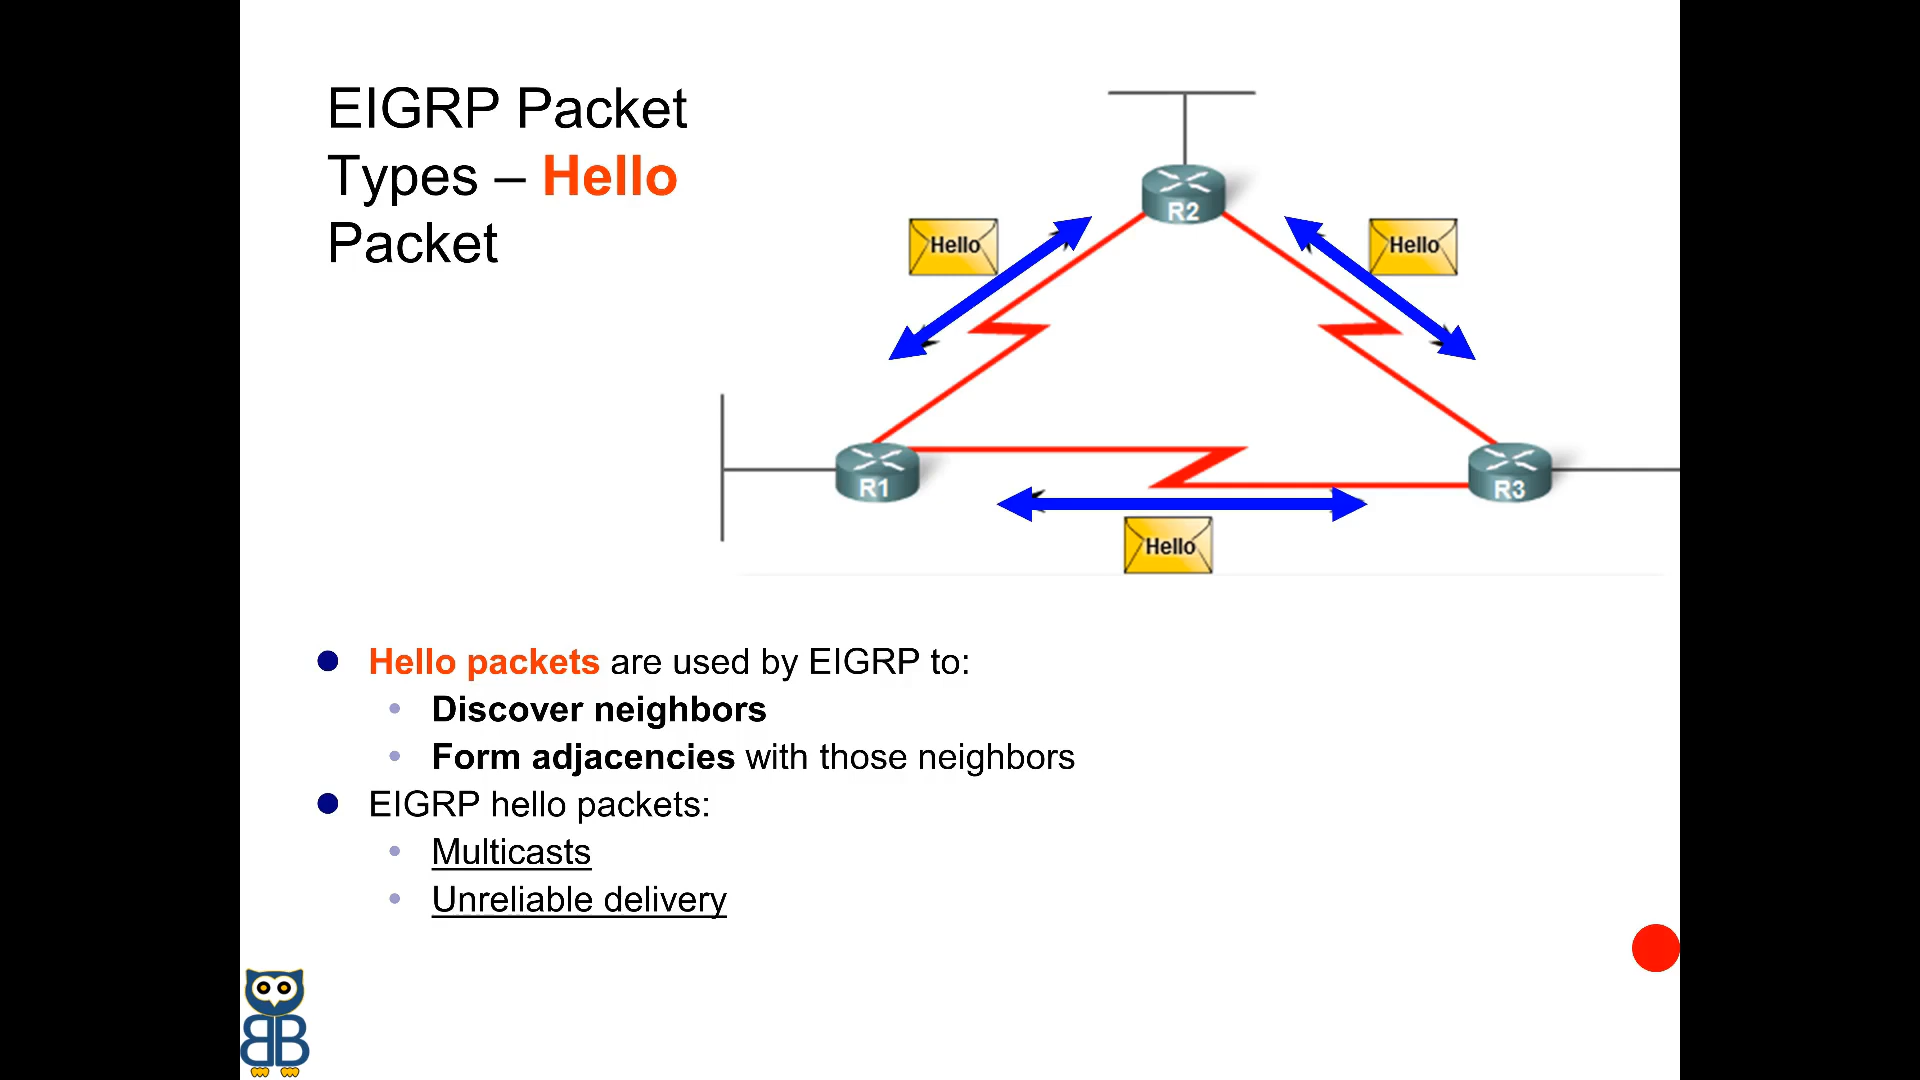 EIGRP Packet
Types – Hello
Packet
R2
Hello
Hello
R1
R3
Hello
Hello packets are used by EIGRP to:
Discover neighbors
Form adjacencies with those neighbors
EIGRP hello packets:
Multicasts
Unreliable delivery
BB